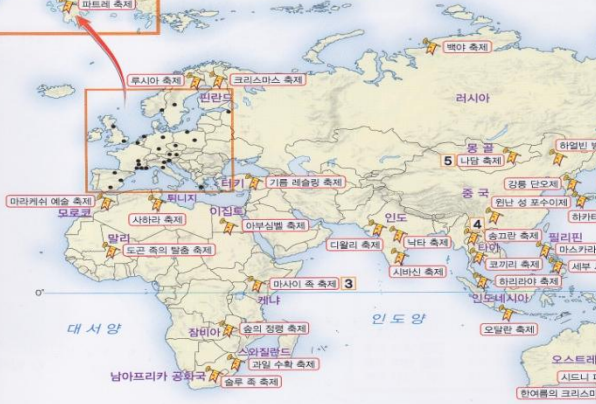 파트레 축제
백야 축제
루시아 축제
크리스마스 축제
핀란드
러시아
몽 골
하얼빈
5 나담 축제
터키
기름 레슬링 축제
중 국
강릉 단오제
마라케쉬 예술 축제
튀니지
윈난 성 포수이제
모로코
사하라 축제
이집트
인도
4
하카타
아부심벨 축제
송끄란 축제
필리핀
말리
디왈리 축제
낙타 축제
타이
마스카라
도곤 족의 탈춤 축제
코끼리 축제
세부
시바신 축제
마사이 족 축제 3
하리라야 축제
0°
케냐
인도네시아
대 서 양
인 도 양
잠비아
숲의 정령 축제
오달란 축제
스와질란드
과일 수확 축제
오스트레
남아프리카 공화국
줄루 족 축제
시드니
한여름의 크리스마